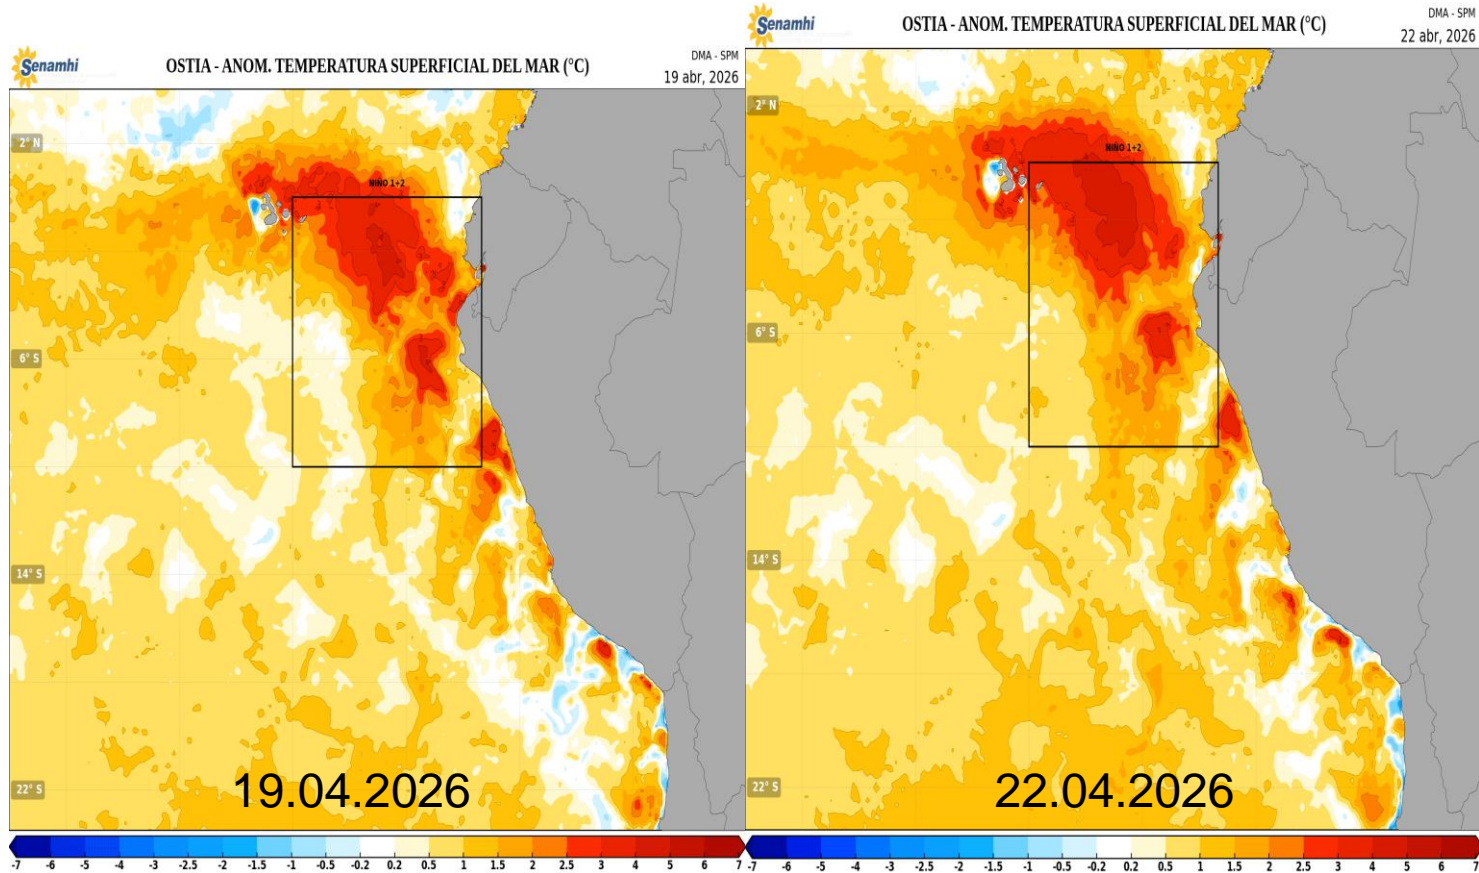 Senamhi
OSTIA - ANOM. TEMPERATURA SUPERFICIAL DEL MAR (°C)
DMA - SPM
19 abr, 2026
2° N
NIÑO 1+2
6° S
14° S
22° S
19.04.2026
-7 -6 -5 -4 -3 -2.5 -2 -1.5 -1 -0.5 -0.2 0.2 0.5 1 1.5 2 2.5 3 4 5 6 7
Senamhi
OSTIA - ANOM. TEMPERATURA SUPERFICIAL DEL MAR (°C)
DMA - SPM
22 abr, 2026
2° N
NIÑO 1+2
6° S
14° S
22° S
22.04.2026
-7 -6 -5 -4 -3 -2.5 -2 -1.5 -1 -0.5 -0.2 0.2 0.5 1 1.5 2 2.5 3 4 5 6 7